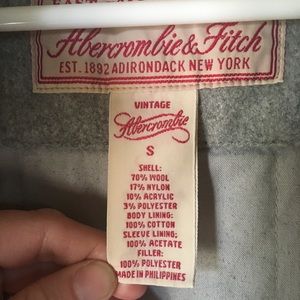 Abercrombie & Fitch
EST. 1892 ADIRONDACK NEW YORK
VINTAGE
Abercrombie
S
SHELL:
70% WOOL
17% NYLON
10% ACRYLIC
3% POLYESTER
BODY LINING:
100% COTTON
SLEEVE LINING:
100% ACETATE
FILLER:
100% POLYESTER
MADE IN PHILIPPINES